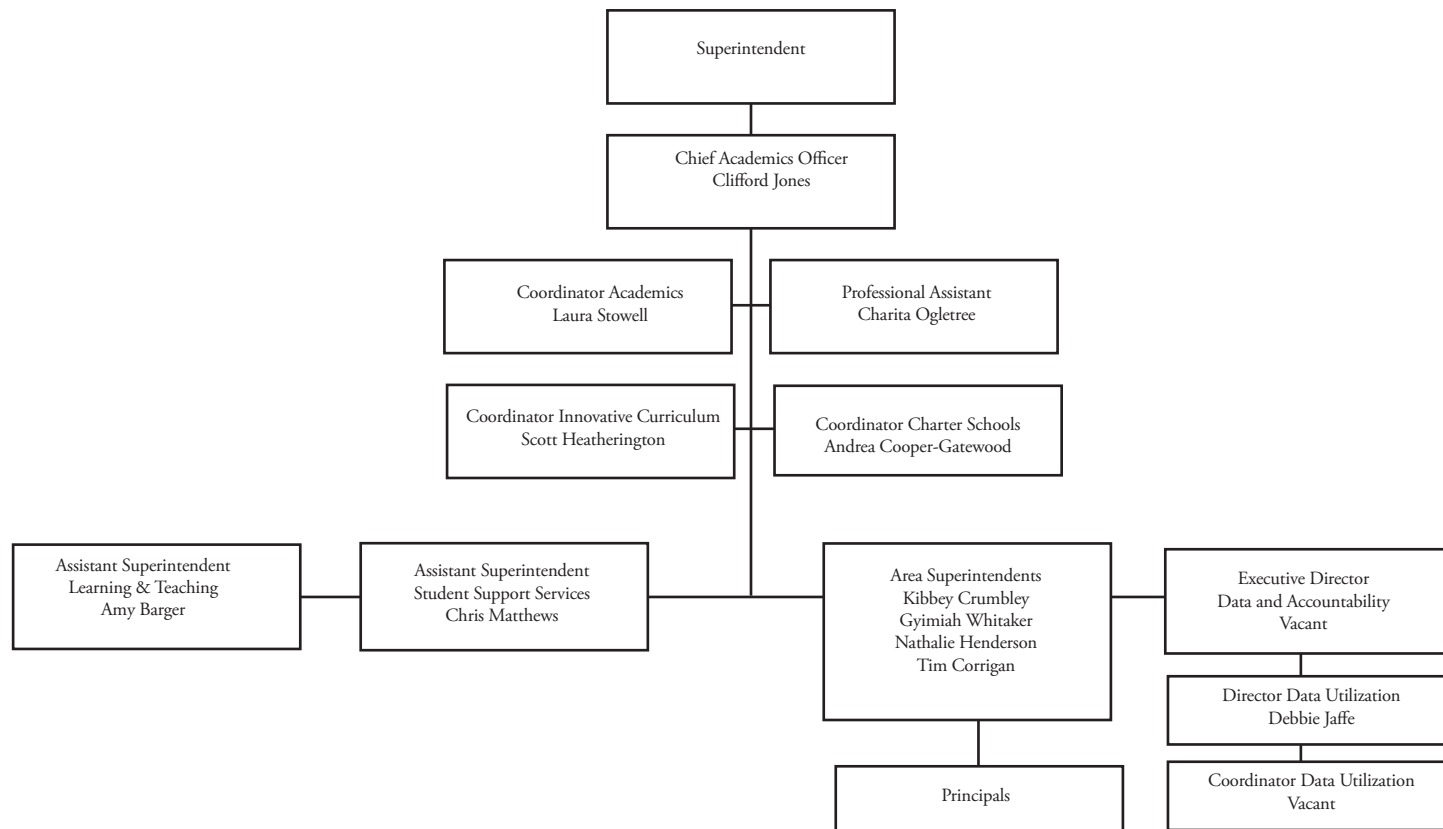 Superintendent
Chief Academics Officer
Clifford Jones
Coordinator Academics
Laura Stowell
Professional Assistant
Charita Ogletree
Coordinator Innovative Curriculum
Scott Heatherington
Coordinator Charter Schools
Andrea Cooper-Gatewood
Assistant Superintendent
Learning & Teaching
Amy Barger
Assistant Superintendent
Student Support Services
Chris Matthews
Area Superintendents
Kibbey Crumbley
Gyimiah Whitaker
Nathalie Henderson
Tim Corrigan
Executive Director
Data and Accountability
Vacant
Director Data Utilization
Debbie Jaffe
Principals
Coordinator Data Utilization
Vacant